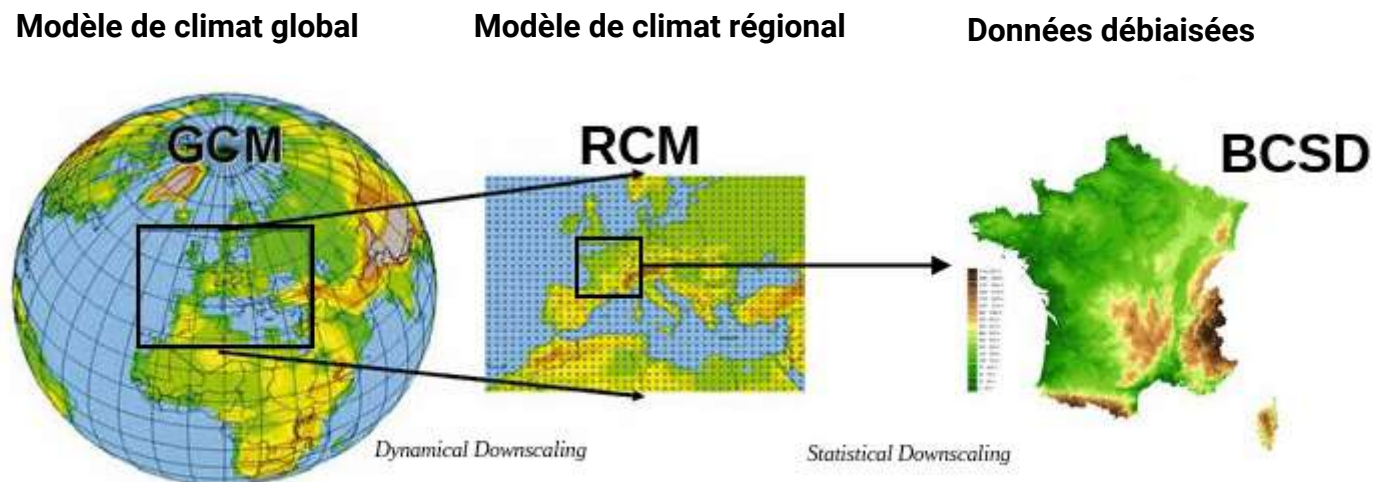 Modèle de climat global
Modèle de climat régional
Données débiaisées
GCM
RCM
BCSD
Dynamical Downscaling
Statistical Downscaling